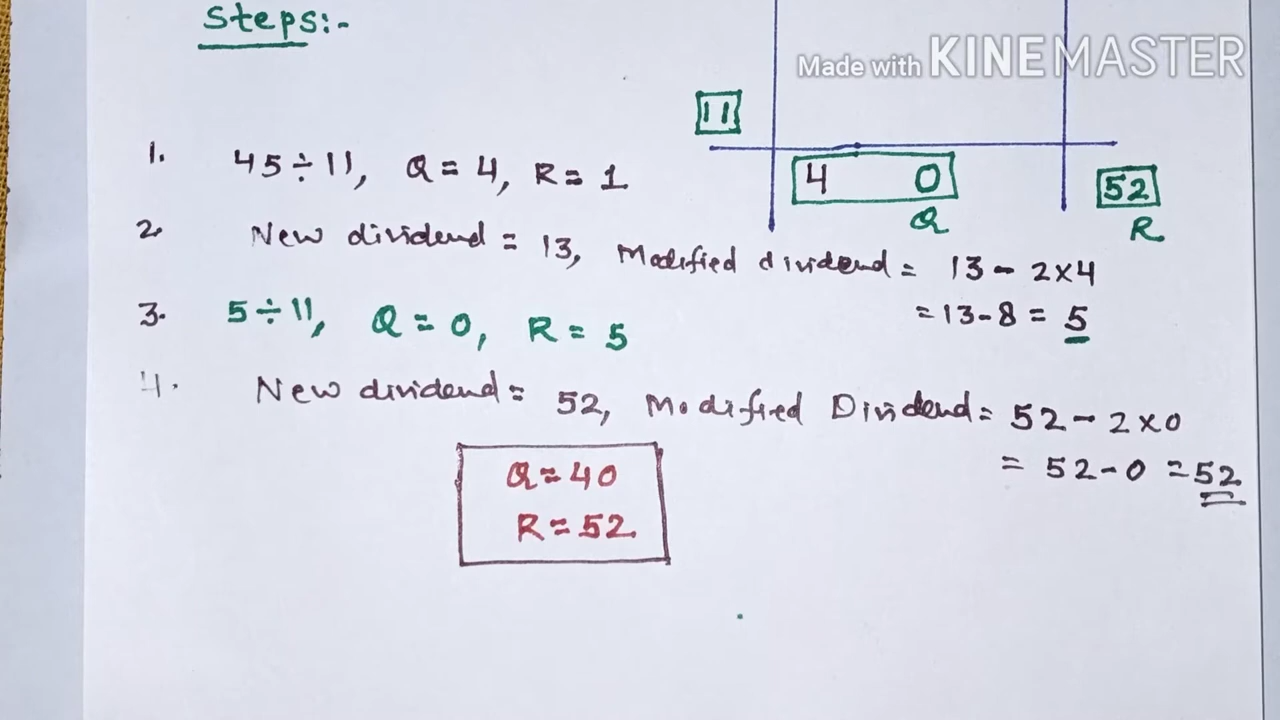 Steps:-
Made with KINEMASTER
11
4 0
Q
52
R
1. 45÷11, Q = 4, R = 1
2. New dividend = 13, Modified dividend = 13 - 2×4
= 13 - 8 = 5
3. 5÷11, Q = 0, R = 5
4. New dividend = 52, Modified Dividend = 52 - 2×0
= 52 - 0 = 52
Q = 40
R = 52